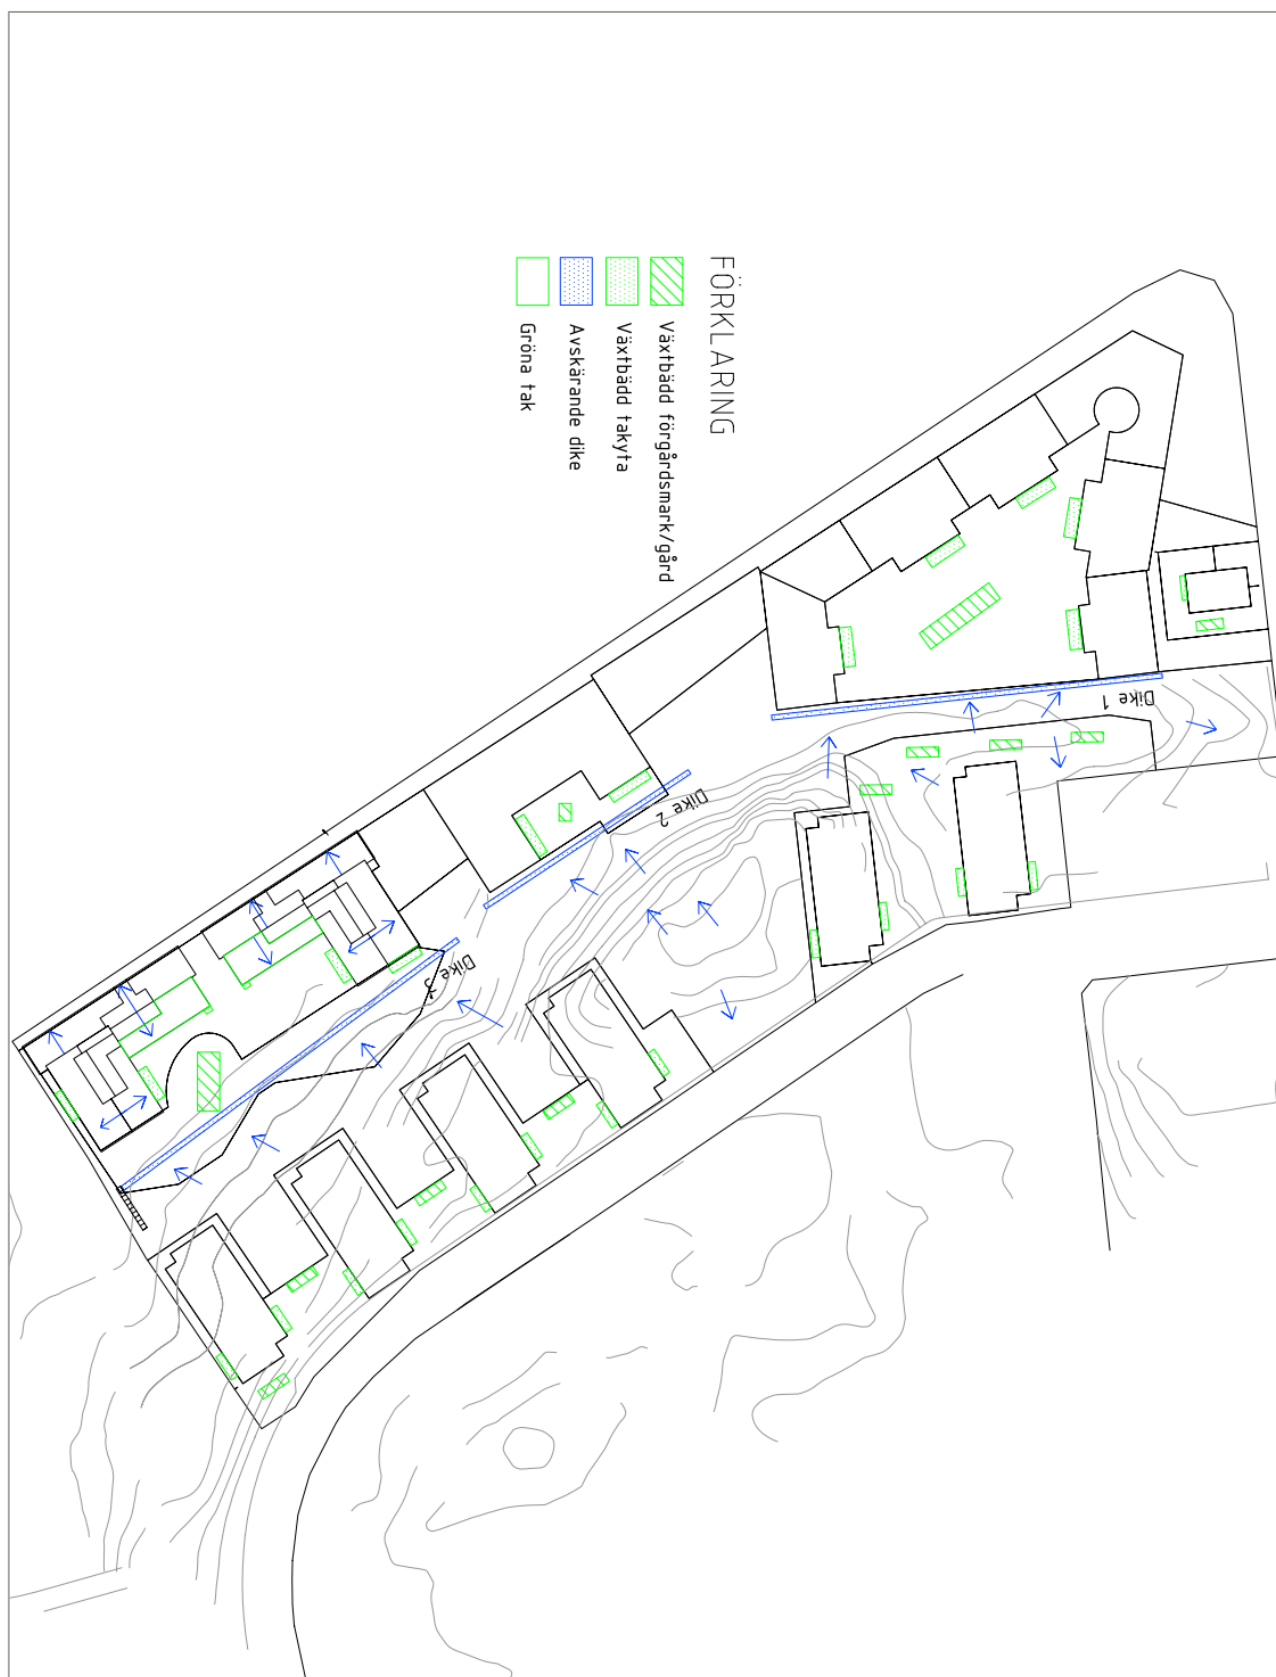 FÖRKLARING
Växtbädd förgårdsmark/gård
Växtbädd takyta
Avskärande dike
Gröna tak
Dike 1
Dike 2
Dike 3